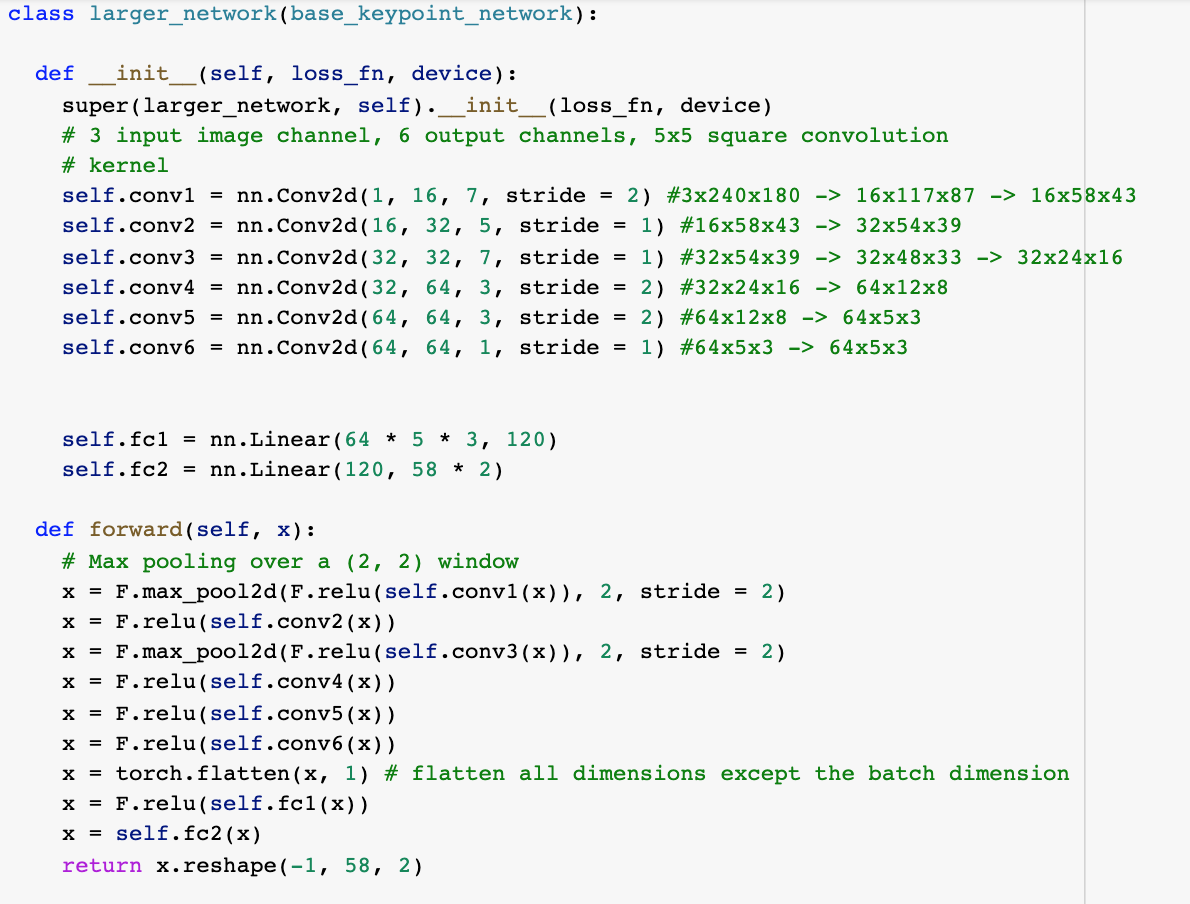 class larger_network(base_keypoint_network):
def __init__(self, loss_fn, device):
super(larger_network, self).__init__(loss_fn, device)
# 3 input image channel, 6 output channels, 5x5 square convolution
# kernel
self.conv1 = nn.Conv2d(1, 16, 7, stride = 2) #3x240x180 -> 16x117x87 -> 16x58x43
self.conv2 = nn.Conv2d(16, 32, 5, stride = 1) #16x58x43 -> 32x54x39
self.conv3 = nn.Conv2d(32, 32, 7, stride = 1) #32x54x39 -> 32x48x33 -> 32x24x16
self.conv4 = nn.Conv2d(32, 64, 3, stride = 2) #32x24x16 -> 64x12x8
self.conv5 = nn.Conv2d(64, 64, 3, stride = 2) #64x12x8 -> 64x5x3
self.conv6 = nn.Conv2d(64, 64, 1, stride = 1) #64x5x3 -> 64x5x3
self.fc1 = nn.Linear(64 * 5 * 3, 120)
self.fc2 = nn.Linear(120, 58 * 2)
def forward(self, x):
# Max pooling over a (2, 2) window
x = F.max_pool2d(F.relu(self.conv1(x)), 2, stride = 2)
x = F.relu(self.conv2(x))
x = F.max_pool2d(F.relu(self.conv3(x)), 2, stride = 2)
x = F.relu(self.conv4(x))
x = F.relu(self.conv5(x))
x = F.relu(self.conv6(x))
x = torch.flatten(x, 1) # flatten all dimensions except the batch dimension
x = F.relu(self.fc1(x))
x = self.fc2(x)
return x.reshape(-1, 58, 2)